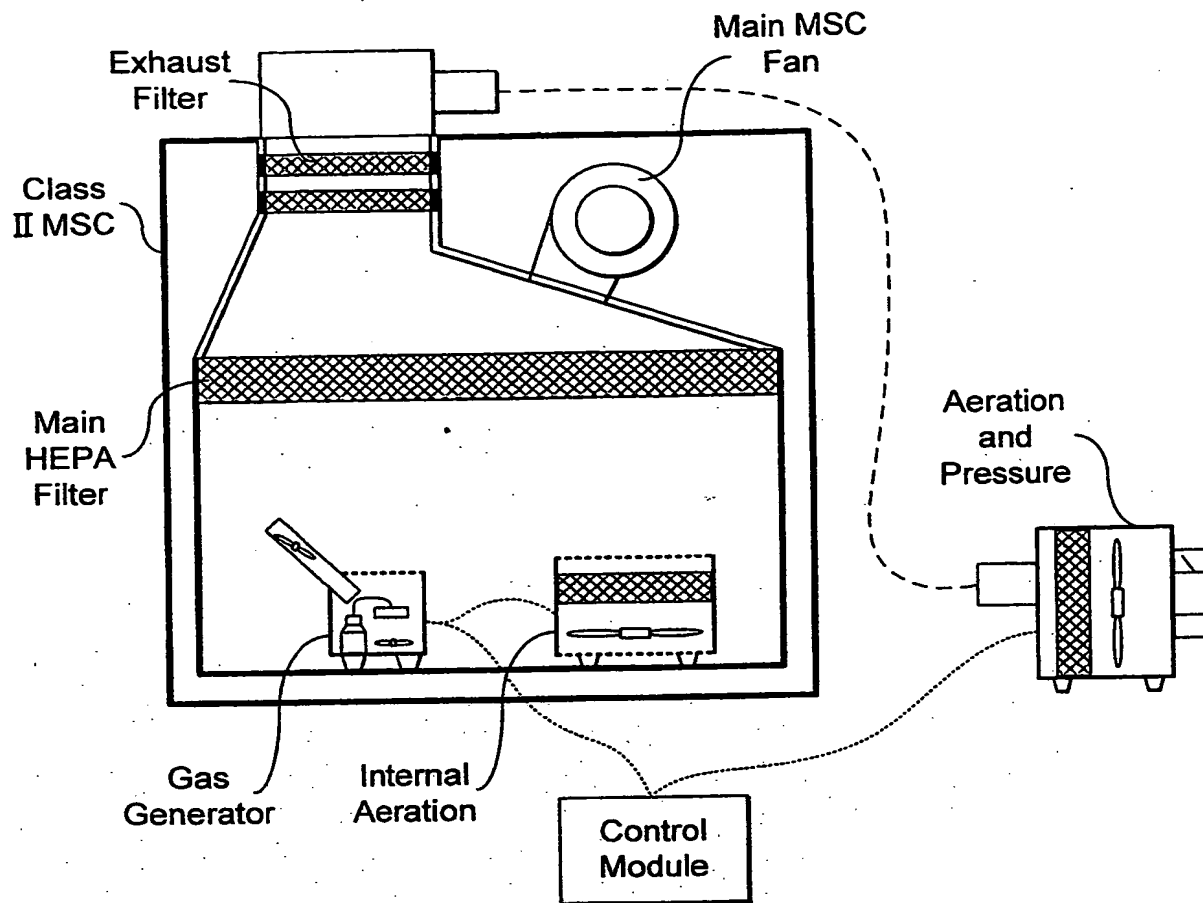 Main MSC
Fan
Exhaust
Filter
Class
II MSC
Main
HEPA
Filter
Aeration
and
Pressure
Gas
Generator
Internal
Aeration
Control
Module